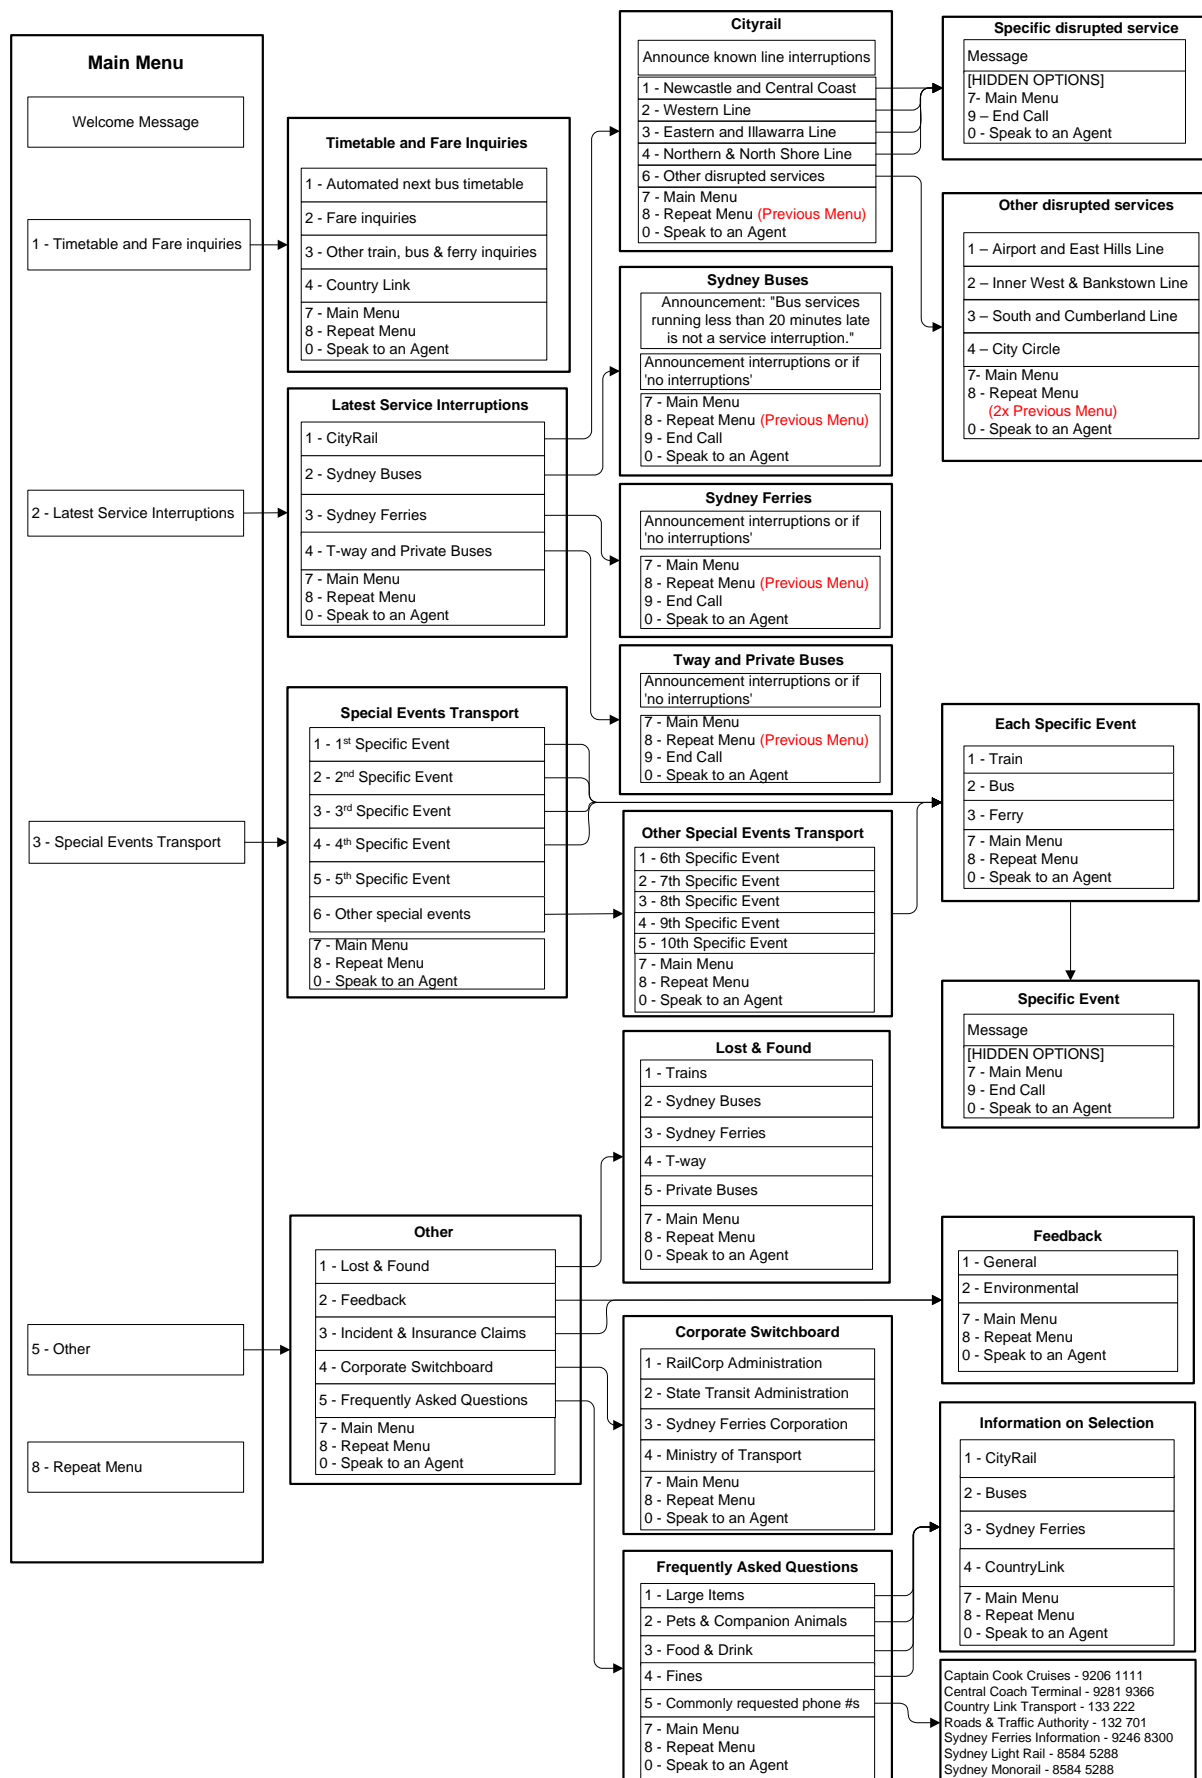 Main Menu
Welcome Message
1 - Timetable and Fare inquiries
2 - Latest Service Interruptions
3 - Special Events Transport
5 - Other
8 - Repeat Menu
Timetable and Fare Inquiries
1 - Automated next bus timetable
2 - Fare inquiries
3 - Other train, bus & ferry inquiries
4 - Country Link
7 - Main Menu
8 - Repeat Menu
0 - Speak to an Agent
Latest Service Interruptions
1 - CityRail
2 - Sydney Buses
3 - Sydney Ferries
4 - T-way and Private Buses
7 - Main Menu
8 - Repeat Menu
0 - Speak to an Agent
Special Events Transport
1 - 1st Specific Event
2 - 2nd Specific Event
3 - 3rd Specific Event
4 - 4th Specific Event
5 - 5th Specific Event
6 - Other special events
7 - Main Menu
8 - Repeat Menu
0 - Speak to an Agent
Other
1 - Lost & Found
2 - Feedback
3 - Incident & Insurance Claims
4 - Corporate Switchboard
5 - Frequently Asked Questions
7 - Main Menu
8 - Repeat Menu
0 - Speak to an Agent
Cityrail
Announce known line interruptions
1 - Newcastle and Central Coast
2 - Western Line
3 - Eastern and Illawarra Line
4 - Northern & North Shore Line
6 - Other disrupted services
7 - Main Menu
8 - Repeat Menu (Previous Menu)
0 - Speak to an Agent
Sydney Buses
Announcement: "Bus services
running less than 20 minutes late
is not a service interruption."
Announcement interruptions or if
'no interruptions'
7 - Main Menu
8 - Repeat Menu (Previous Menu)
9 - End Call
0 - Speak to an Agent
Sydney Ferries
Announcement interruptions or if
'no interruptions'
7 - Main Menu
8 - Repeat Menu (Previous Menu)
9 - End Call
0 - Speak to an Agent
Tway and Private Buses
Announcement interruptions or if
'no interruptions'
7 - Main Menu
8 - Repeat Menu (Previous Menu)
9 - End Call
0 - Speak to an Agent
Other Special Events Transport
1 - 6th Specific Event
2 - 7th Specific Event
3 - 8th Specific Event
4 - 9th Specific Event
5 - 10th Specific Event
7 - Main Menu
8 - Repeat Menu
0 - Speak to an Agent
Lost & Found
1 - Trains
2 - Sydney Buses
3 - Sydney Ferries
4 - T-way
5 - Private Buses
7 - Main Menu
8 - Repeat Menu
0 - Speak to an Agent
Corporate Switchboard
1 - RailCorp Administration
2 - State Transit Administration
3 - Sydney Ferries Corporation
4 - Ministry of Transport
7 - Main Menu
8 - Repeat Menu
0 - Speak to an Agent
Frequently Asked Questions
1 - Large Items
2 - Pets & Companion Animals
3 - Food & Drink
4 - Fines
5 - Commonly requested phone #s
7 - Main Menu
8 - Repeat Menu
0 - Speak to an Agent
Specific disrupted service
Message
[HIDDEN OPTIONS]
7- Main Menu
9 – End Call
0 - Speak to an Agent
Other disrupted services
1 – Airport and East Hills Line
2 – Inner West & Bankstown Line
3 – South and Cumberland Line
4 – City Circle
7- Main Menu
8 - Repeat Menu
(2x Previous Menu)
0 - Speak to an Agent
Each Specific Event
1 - Train
2 - Bus
3 - Ferry
7 - Main Menu
8 - Repeat Menu
0 - Speak to an Agent
Specific Event
Message
[HIDDEN OPTIONS]
7 - Main Menu
9 - End Call
0 - Speak to an Agent
Feedback
1 - General
2 - Environmental
7 - Main Menu
8 - Repeat Menu
0 - Speak to an Agent
Information on Selection
1 - CityRail
2 - Buses
3 - Sydney Ferries
4 - CountryLink
7 - Main Menu
8 - Repeat Menu
0 - Speak to an Agent
Captain Cook Cruises - 9206 1111
Central Coach Terminal - 9281 9366
Country Link Transport - 133 222
Roads & Traffic Authority - 132 701
Sydney Ferries Information - 9246 8300
Sydney Light Rail - 8584 5288
Sydney Monorail - 8584 5288